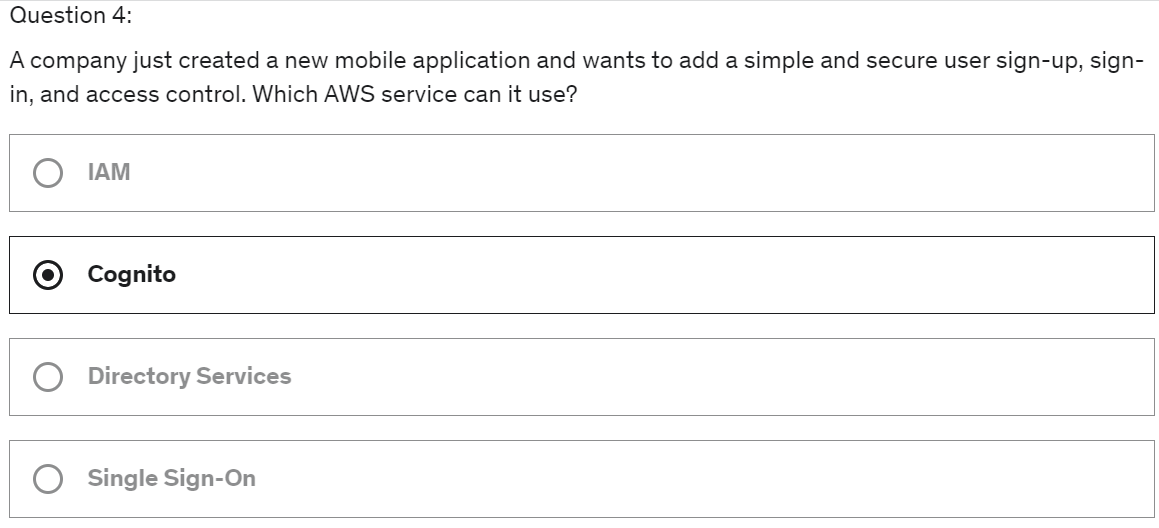 Question 4:
A company just created a new mobile application and wants to add a simple and secure user sign-up, sign-
in, and access control. Which AWS service can it use?
IAM
Cognito
Directory Services
Single Sign-On